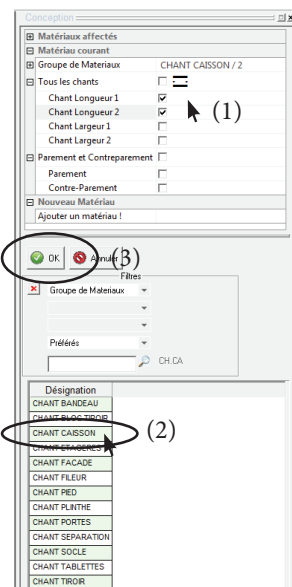 Conception
Matériaux affectés
Matériau courant
Groupe de Materiaux CHANT CAISSON / 2
Tous les chants
Chant Longueur 1
Chant Longueur 2
Chant Largeur 1
Chant Largeur 2
(1)
Parement et Contreparement
Parement
Contre-Parement
Nouveau Matériau
Ajouter un matériau !
OK Annuler (3)
Filtres
Groupe de Materiaux
Préférés
CH.CA
Désignation
CHANT BANDEAU
CHANT BLOC TIROIR
CHANT CAISSON (2)
CHANT ETAGERES
CHANT FACADE
CHANT FILEUR
CHANT PIED
CHANT PLINTHE
CHANT PORTES
CHANT SEPARATION
CHANT SOCLE
CHANT TABLETTES
CHANT TIROIR